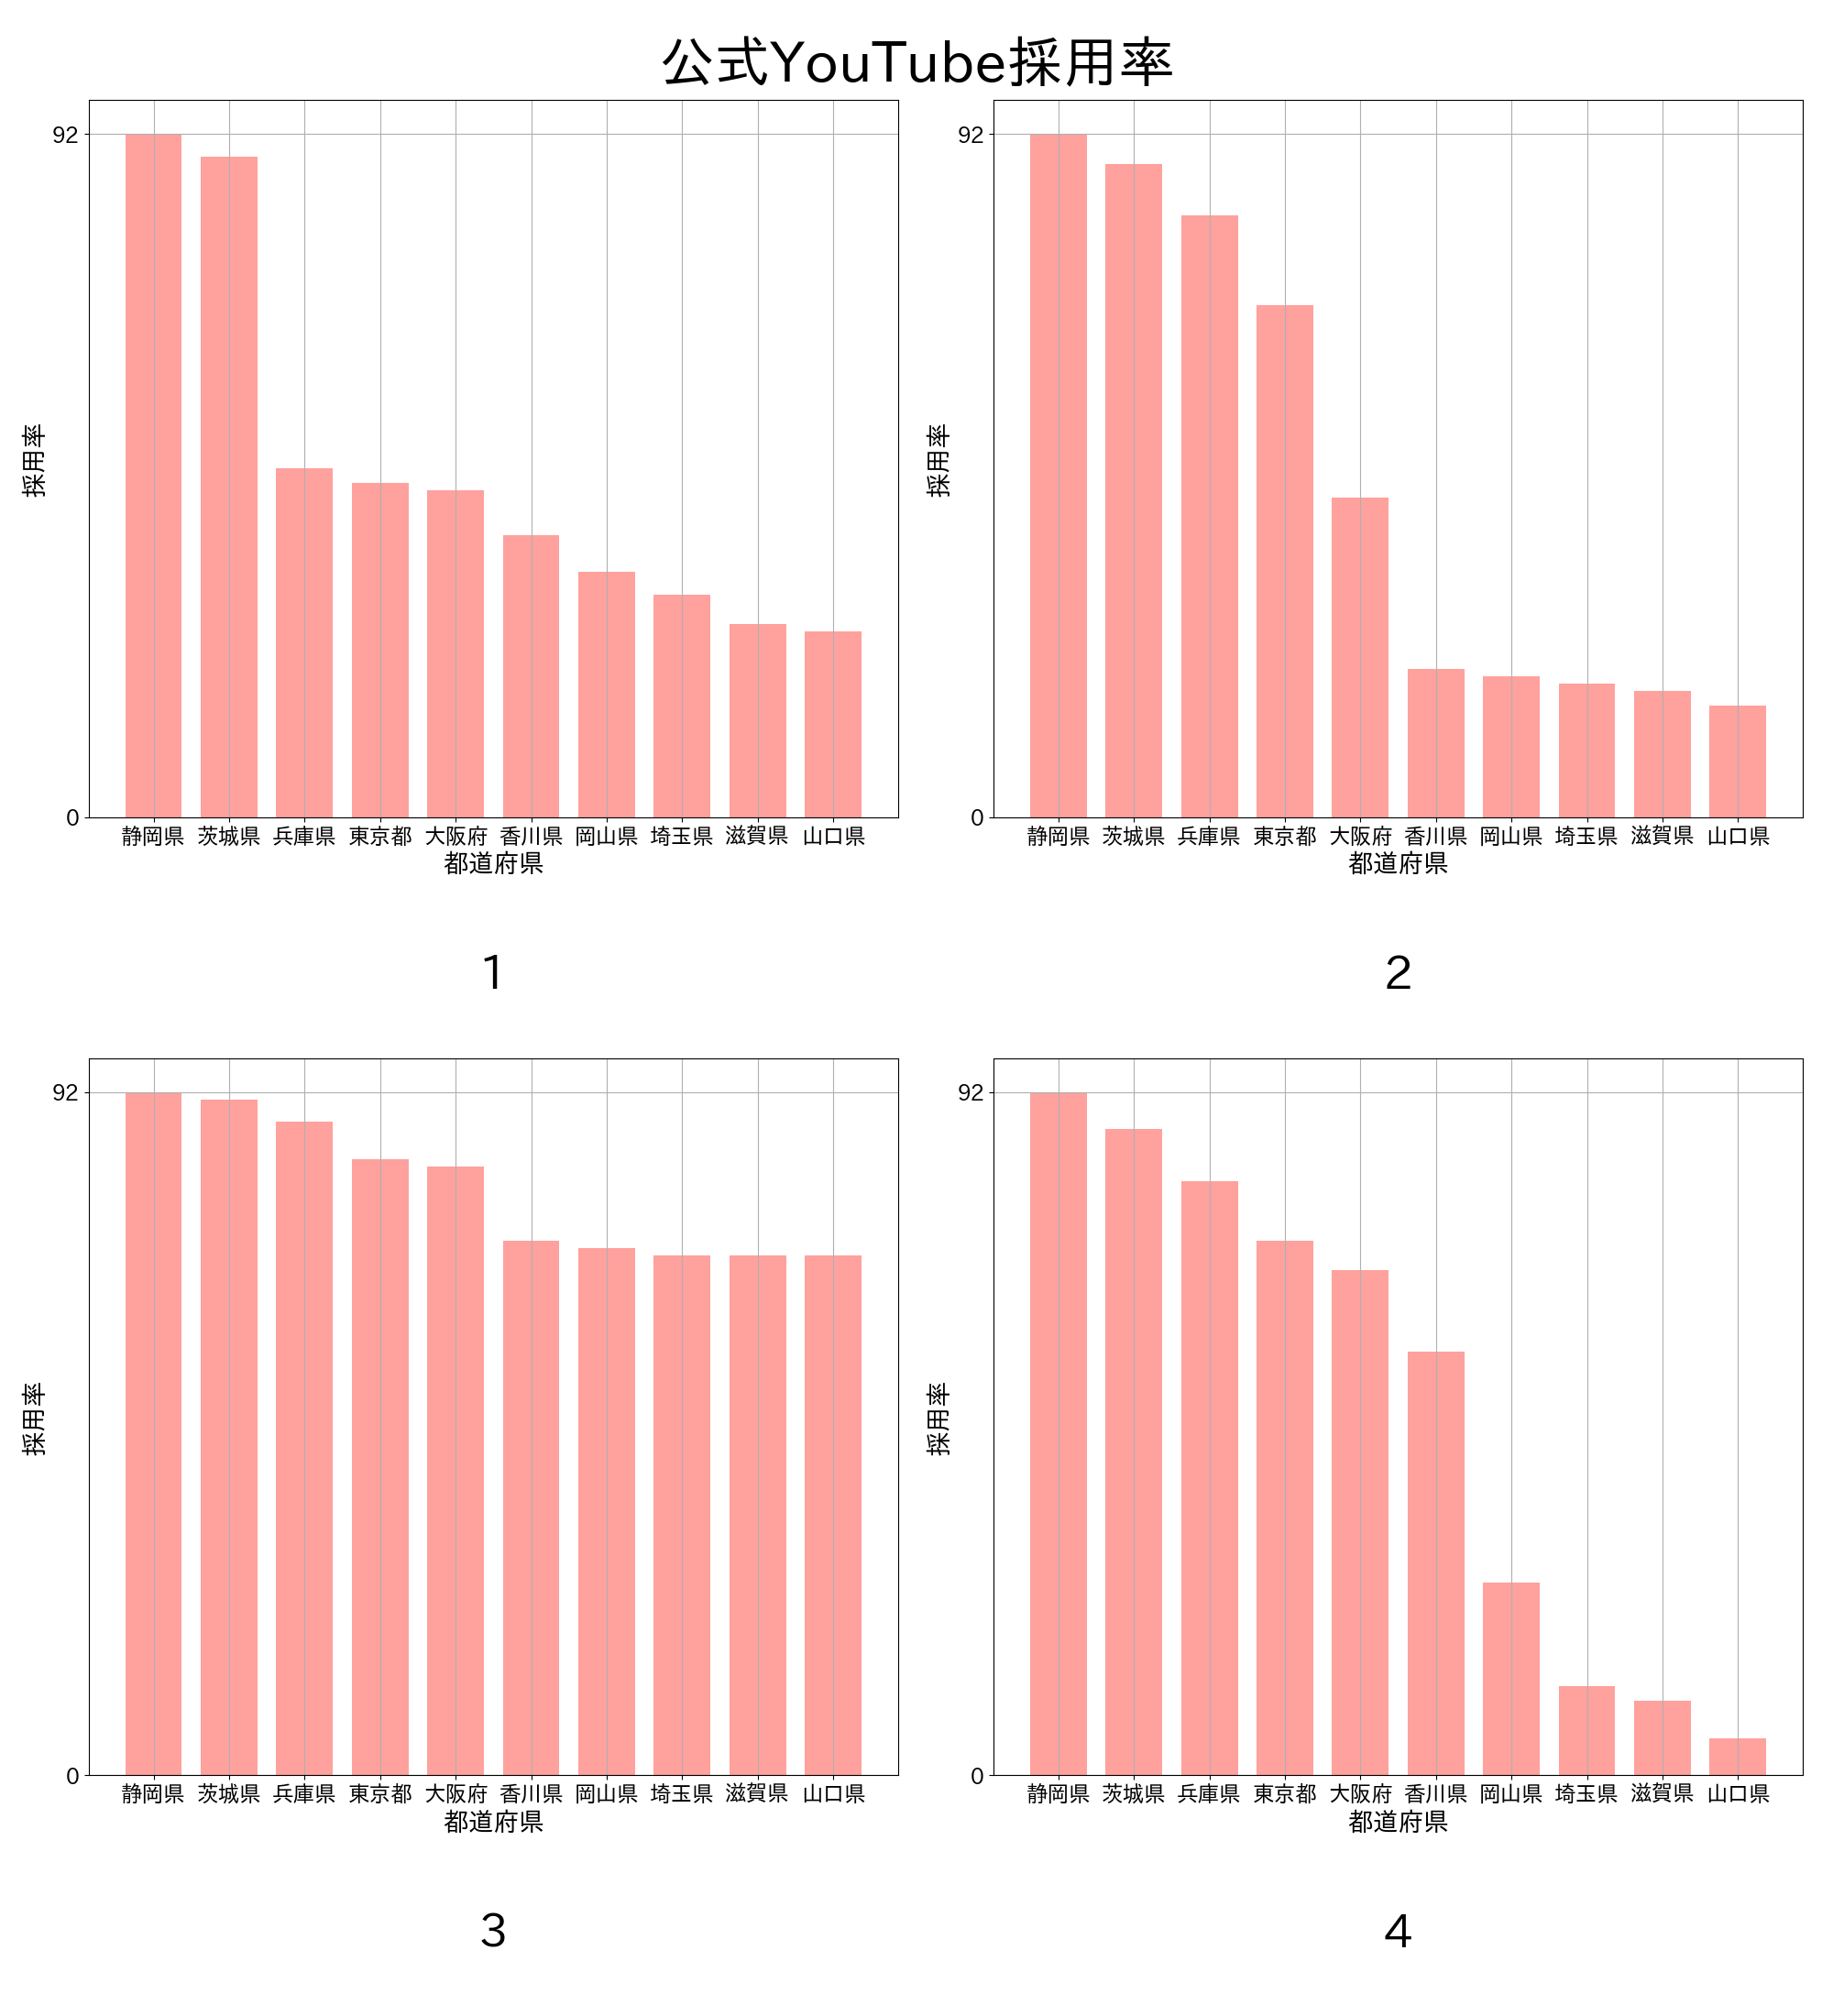 公式YouTube採用率
92
0
採用率
静岡県 茨城県 兵庫県 東京都 大阪府 香川県 岡山県 埼玉県 滋賀県 山口県
都道府県
1
92
0
採用率
静岡県 茨城県 兵庫県 東京都 大阪府 香川県 岡山県 埼玉県 滋賀県 山口県
都道府県
2
92
0
採用率
静岡県 茨城県 兵庫県 東京都 大阪府 香川県 岡山県 埼玉県 滋賀県 山口県
都道府県
3
92
0
採用率
静岡県 茨城県 兵庫県 東京都 大阪府 香川県 岡山県 埼玉県 滋賀県 山口県
都道府県
4